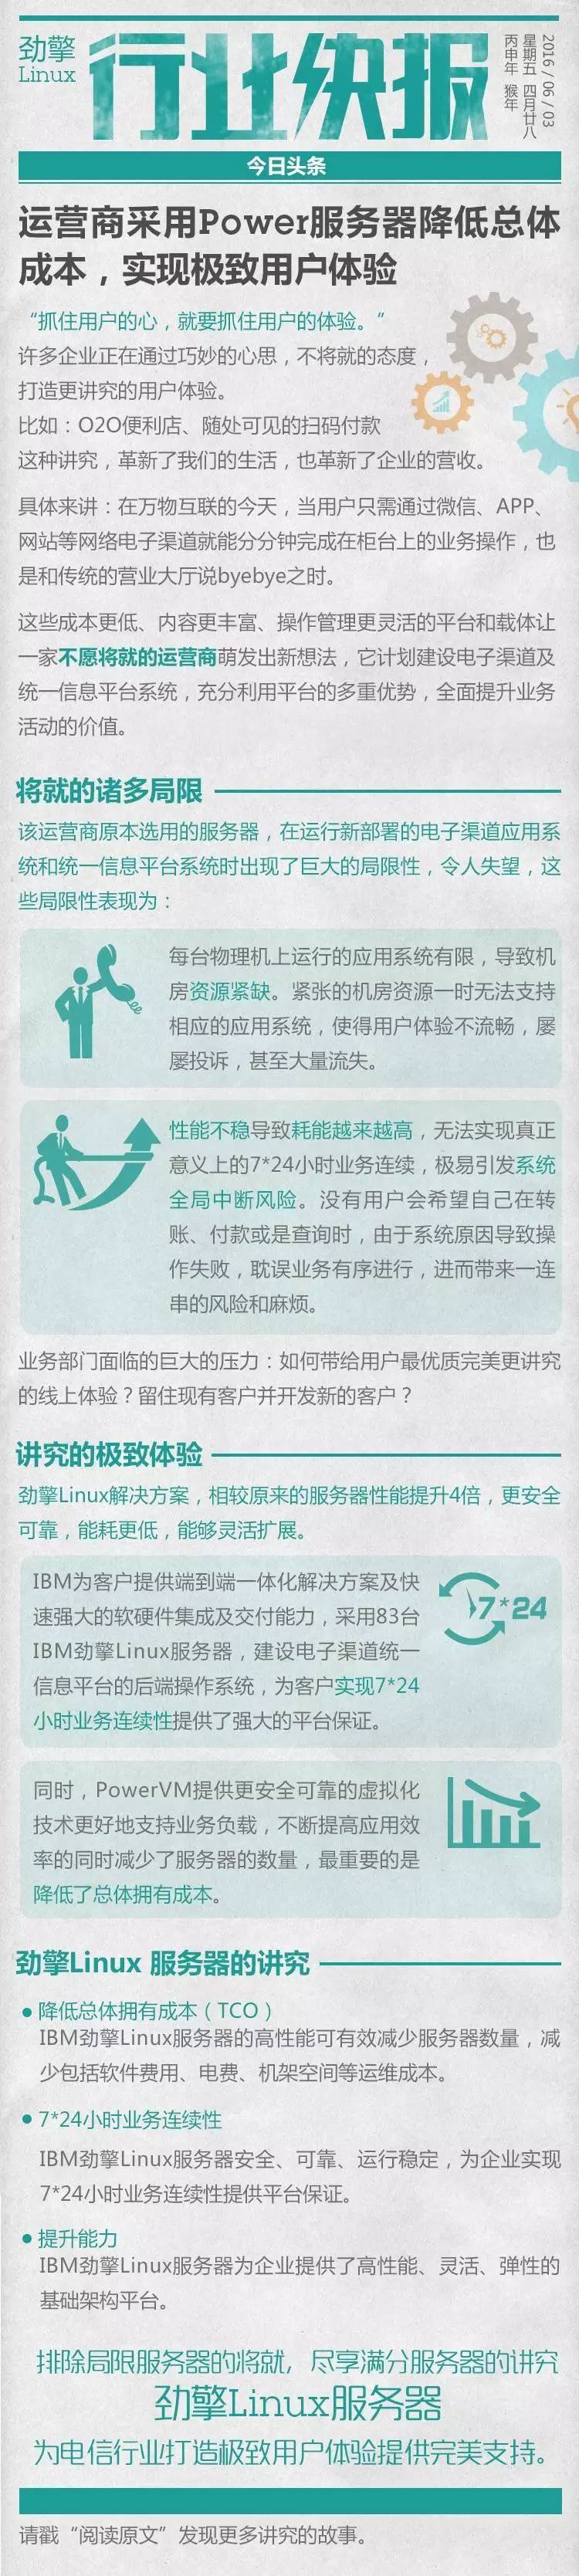 劲擎
Linux
行业快报
2016 / 06 / 03
星期五 四月廿八
丙申年 猴年
今日头条
运营商采用Power服务器降低总体
成本，实现极致用户体验
“抓住用户的心，就要抓住用户的体验。”
许多企业正在通过巧妙的心思，不将就的态度，
打造更讲究的用户体验。
比如：O2O便利店、随处可见的扫码付款
这种讲究，革新了我们的生活，也革新了企业的营收。
具体来讲：在万物互联的今天，当用户只需通过微信、APP、
网站等网络电子渠道就能分分钟完成在柜台上的业务操作，也
是和传统的营业大厅说byebye之时。
这些成本更低、内容更丰富、操作管理更灵活的平台和载体让
一家不愿将就的运营商萌发出新想法，它计划建设电子渠道及
统一信息平台系统，充分利用平台的多重优势，全面提升业务
活动的价值。
将就的诸多局限
该运营商原本选用的服务器，在运行新部署的电子渠道应用系
统和统一信息平台系统时出现了巨大的局限性，令人失望，这
些局限性表现为：
每台物理机上运行的应用系统有限，导致机
房资源紧缺。紧张的机房资源一时无法支持
相应的应用系统，使得用户体验不流畅，屡
屡投诉，甚至大量流失。
性能不稳导致耗能越来越高，无法实现真正
意义上的7*24小时业务连续，极易引发系统
全局中断风险。没有用户会希望自己在转
账、付款或是查询时，由于系统原因导致操
作失败，耽误业务有序进行，进而带来一连
串的风险和麻烦。
业务部门面临的巨大的压力：如何带给用户最优质完美更讲究
的线上体验？留住现有客户并开发新的客户？
讲究的极致体验
劲擎Linux解决方案，相较原来的服务器性能提升4倍，更安全
可靠，能耗更低，能够灵活扩展。
IBM为客户提供端到端一体化解决方案及快
速强大的软硬件集成及交付能力，采用83台
IBM劲擎Linux服务器，建设电子渠道统一
信息平台的后端操作系统，为客户实现7*24
小时业务连续性提供了强大的平台保证。
7*24
同时，PowerVM提供更安全可靠的虚拟化
技术更好地支持业务负载，不断提高应用效
率的同时减少了服务器的数量，最重要的是
降低了总体拥有成本。
劲擎Linux 服务器的讲究
●降低总体拥有成本（TCO）
IBM劲擎Linux服务器的高性能可有效减少服务器数量，减
少包括软件费用、电费、机架空间等运维成本。
●7*24小时业务连续性
IBM劲擎Linux服务器安全、可靠、运行稳定，为企业实现
7*24小时业务连续性提供平台保证。
●提升能力
IBM劲擎Linux服务器为企业提供了高性能、灵活、弹性的
基础架构平台。
排除局限服务器的将就，尽享满分服务器的讲究
劲擎Linux服务器
为电信行业打造极致用户体验提供完美支持。
请戳“阅读原文”发现更多讲究的故事。